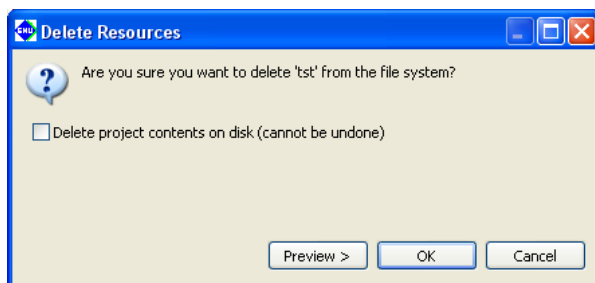 GNU Delete Resources
Are you sure you want to delete 'tst' from the file system?
Delete project contents on disk (cannot be undone)
Preview >
OK
Cancel